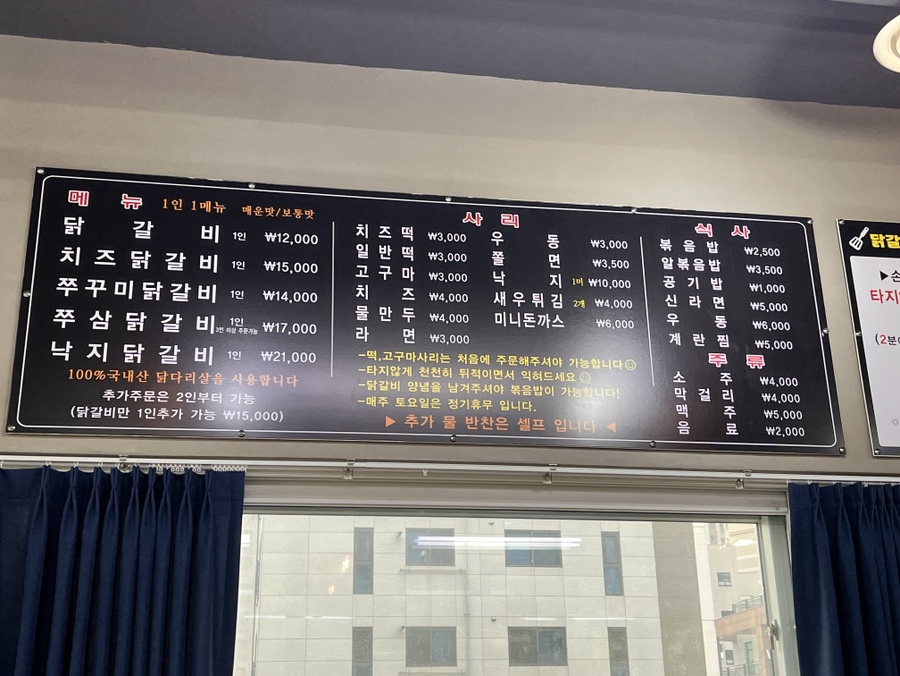 메 뉴 1인 1메뉴 매운맛/보통맛
닭 갈 비 1인 ₩12,000
치 즈 닭 갈 비 1인 ₩15,000
쭈꾸미닭갈비 1인 ₩14,000
쭈 삼 닭 갈 비 1인 ₩17,000
2인 이상 주문가능
낙 지 닭 갈 비 1인 ₩21,000
100%국내산 닭다리살을 사용합니다
추가주문은 2인부터 가능
(닭갈비만 1인추가 가능 ₩15,000)
사 리
치 즈 떡 ₩3,000
일 반 떡 ₩3,000
고 구 마 ₩3,000
치 즈 ₩4,000
물 만 두 ₩4,000
라 면 ₩3,000
우 동 ₩3,000
쫄 면 ₩3,500
낙 지 1미 ₩10,000
새우튀김 2개 ₩4,000
미니돈까스 ₩6,000
-떡,고구마사리는 처음에 주문해주셔야 가능합니다☺
-타지않게 천천히 뒤적이면서 익혀드세요☺
-닭갈비 양념을 남겨주셔야 볶음밥이 가능합니다!
-매주 토요일은 정기휴무 입니다.
▶ 추가 물 반찬은 셀프 입니다 ◀
식 사
볶 음 밥 ₩2,500
알볶음밥 ₩3,500
공 기 밥 ₩1,000
신 라 면 ₩5,000
우 동 ₩6,000
계 란 찜 ₩5,000
주 류
소 주 ₩4,000
막 걸 리 ₩4,000
맥 주 ₩5,000
음 료 ₩2,000
닭갈
▶손
타지
(2분